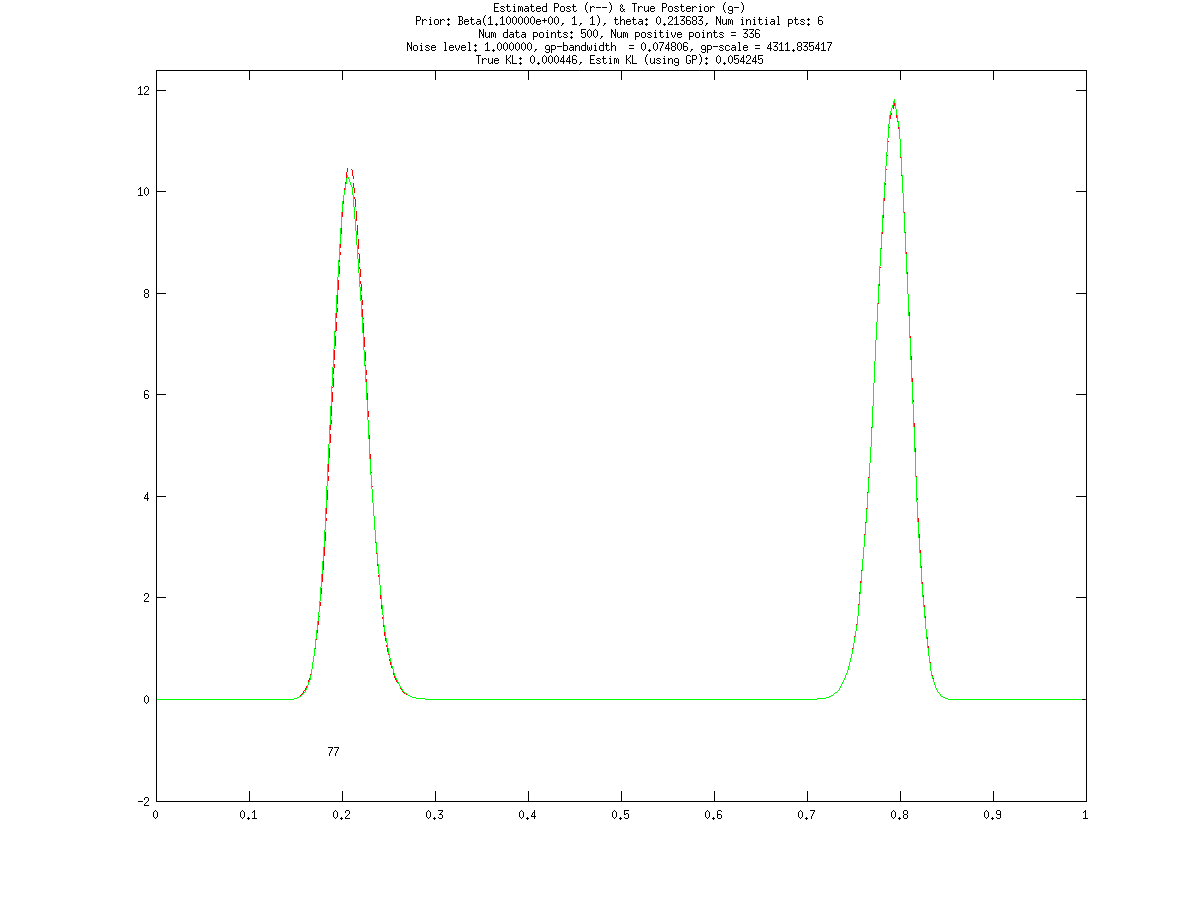 Estimated Post (r--) & True Posterior (g-)
Prior: Beta(1.100000e+00, 1, 1), theta: 0.213683, Num initial pts: 6
Num data points: 500, Num positive points = 336
Noise level: 1.000000, gp-bandwidth  = 0.074806, gp-scale = 4311.835417
True KL: 0.000446, Estim KL (using GP): 0.054245
12
10
8
6
4
2
0
77
-2
0 0.1 0.2 0.3 0.4 0.5 0.6 0.7 0.8 0.9 1